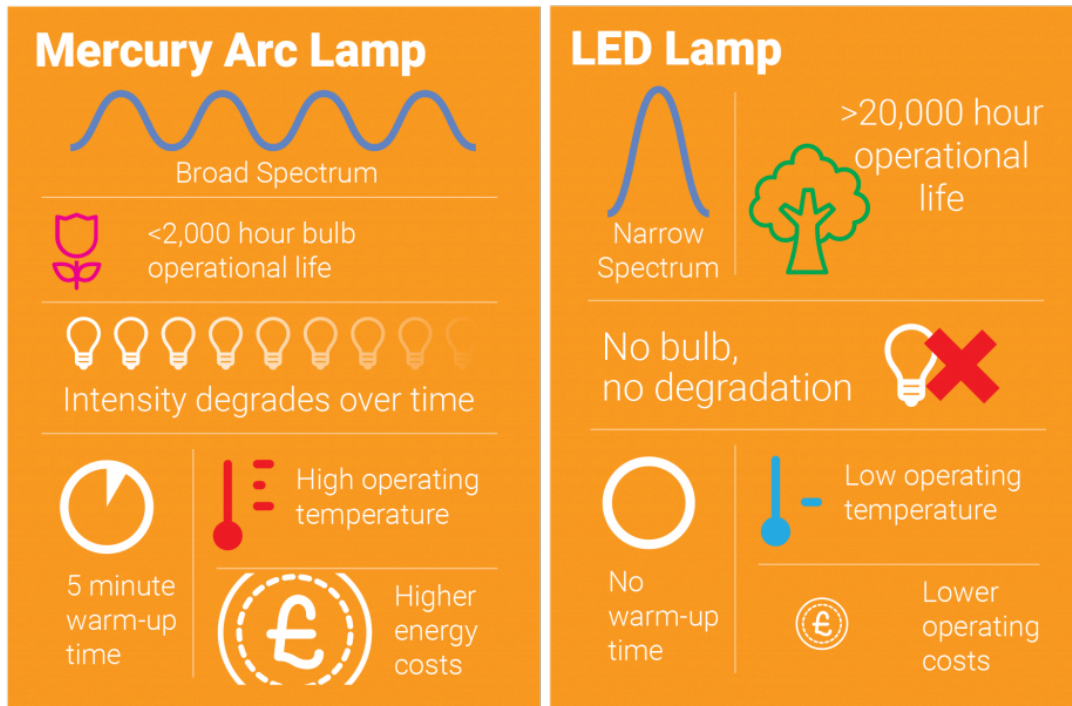 Mercury Arc Lamp
Broad Spectrum
<2,000 hour bulb
operational life
Intensity degrades over time
5 minute
warm-up
time
High operating
temperature
£
Higher
energy
costs
LED Lamp
Narrow
Spectrum
>20,000 hour
operational
life
No bulb,
no degradation
No
warm-up
time
Low operating
temperature
£
Lower
operating
costs